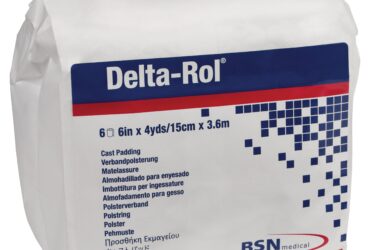 Delta-Rol®
6 6in x 4yds/15cm x 3.6m
Cast Padding
Verbandpolsterung
Matelassure
Almohadillado para enyesado
Imbottitura per ingessature
Almofadamento para gesso
Polsterverband
Polstring
Polster
Pehmuste
Προσθήκη Εκμαγείου
BSN medical